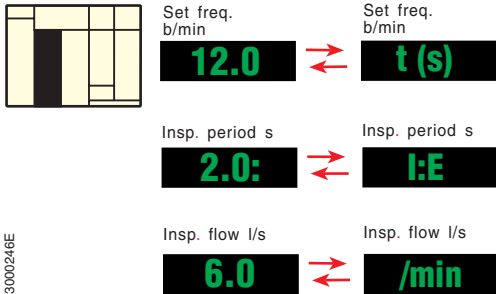 Set freq.
b/min
12.0
Set freq.
b/min
t (s)
Insp. period s
2.0:
Insp. period s
I:E
Insp. flow l/s
6.0
Insp. flow l/s
/min
3000246E